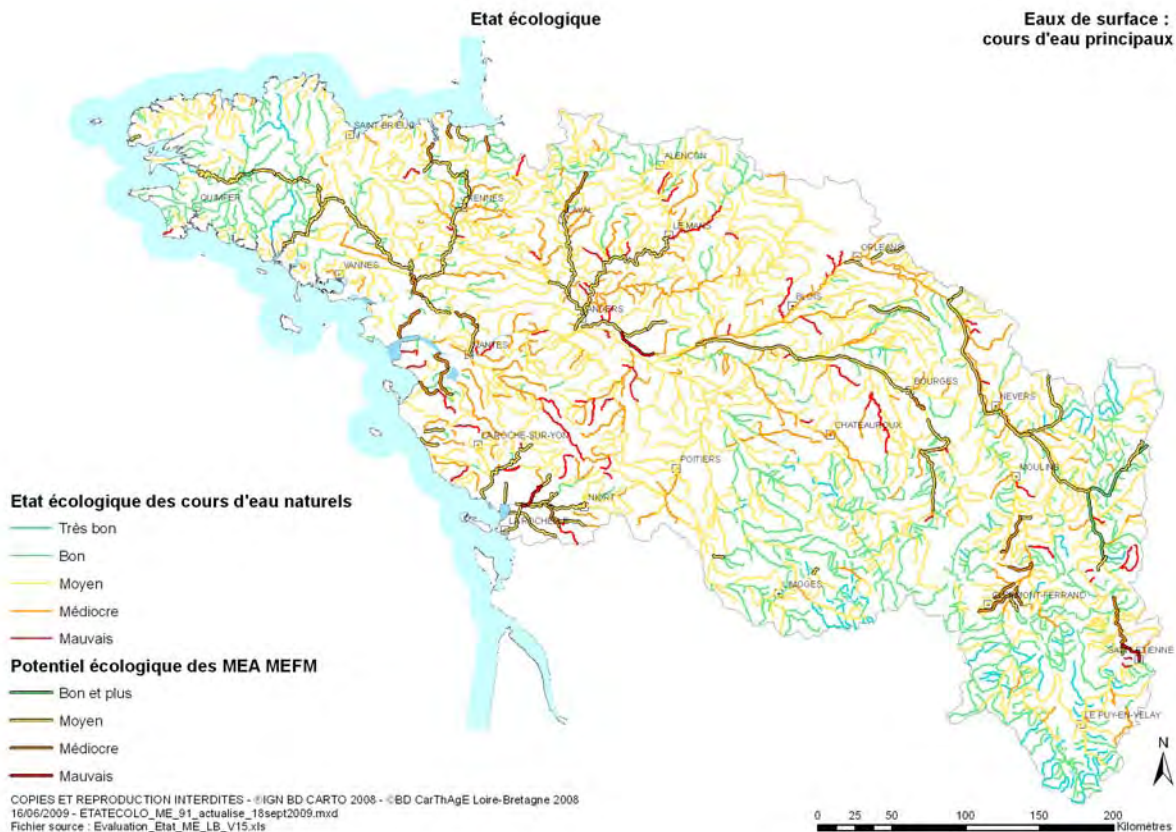 Etat écologique
Eaux de surface :
cours d'eau principaux
SAINT-BRIEUC
ALENCON
QUIMPER
RENNES
LAVAL
LE MANS
ORLEANS
VANNES
BLOIS
ANGERS
NANTES
BOURGES
NEVERS
CHATEAUROUX
LA ROCHE-SUR-YON
POITIERS
MOULINS
NIORT
LA ROCHELLE
LIMOGES
CLERMONT-FERRAND
SAINT-ETIENNE
LE PUY-EN-VELAY
Etat écologique des cours d'eau naturels
Très bon
Bon
Moyen
Médiocre
Mauvais
Potentiel écologique des MEA MEFM
Bon et plus
Moyen
Médiocre
Mauvais
N
COPIES ET REPRODUCTION INTERDITES - ©IGN BD CARTO 2008 - ©BD CarThAgE Loire-Bretagne 2008
16/06/2009 - ETATECOLO_ME_91_actualise_18sept2009.mxd
Fichier source : Evaluation_Etat_ME_LB_V15.xls
0 50 100 150 200
Kilomètres